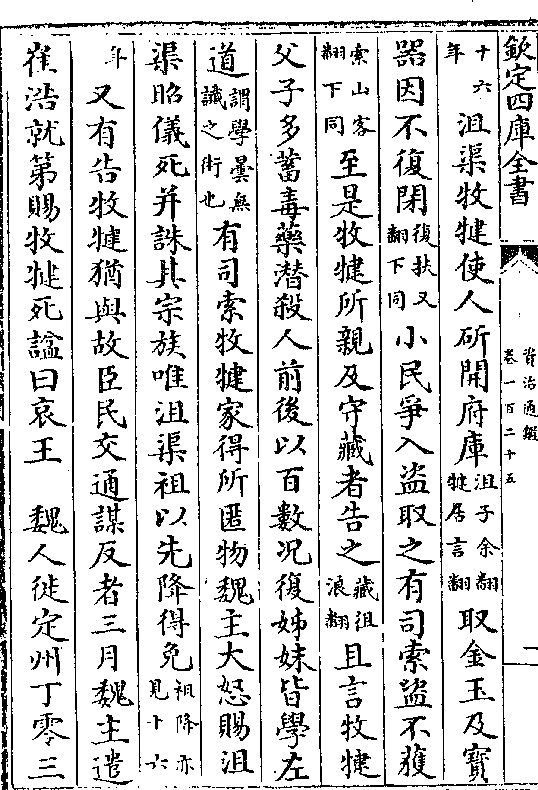 欽定四庫全書
資治通鑑
卷一百二十五
一
十六年沮渠牧犍使人斫開府庫沮子余翻犍居言翻取金玉及寶
器因不復閉復扶又翻下同小民爭入盜取之有司索盜不獲
索山客翻下同至是牧犍所親及守藏者告之藏徂浪翻且言牧犍
父子多蓄毒藥潜殺人前後以百數况復姊妹皆學左
道謂學曇無讖之術也有司索牧犍家得所匿物魏主大怒賜沮
渠昭儀死并誅其宗族唯沮渠祖以先降得免祖降亦見十六
年又有告牧犍猶與故臣民交通謀反者三月魏主遣
崔浩就第賜牧犍死諡曰哀王　魏人徙定州丁零三